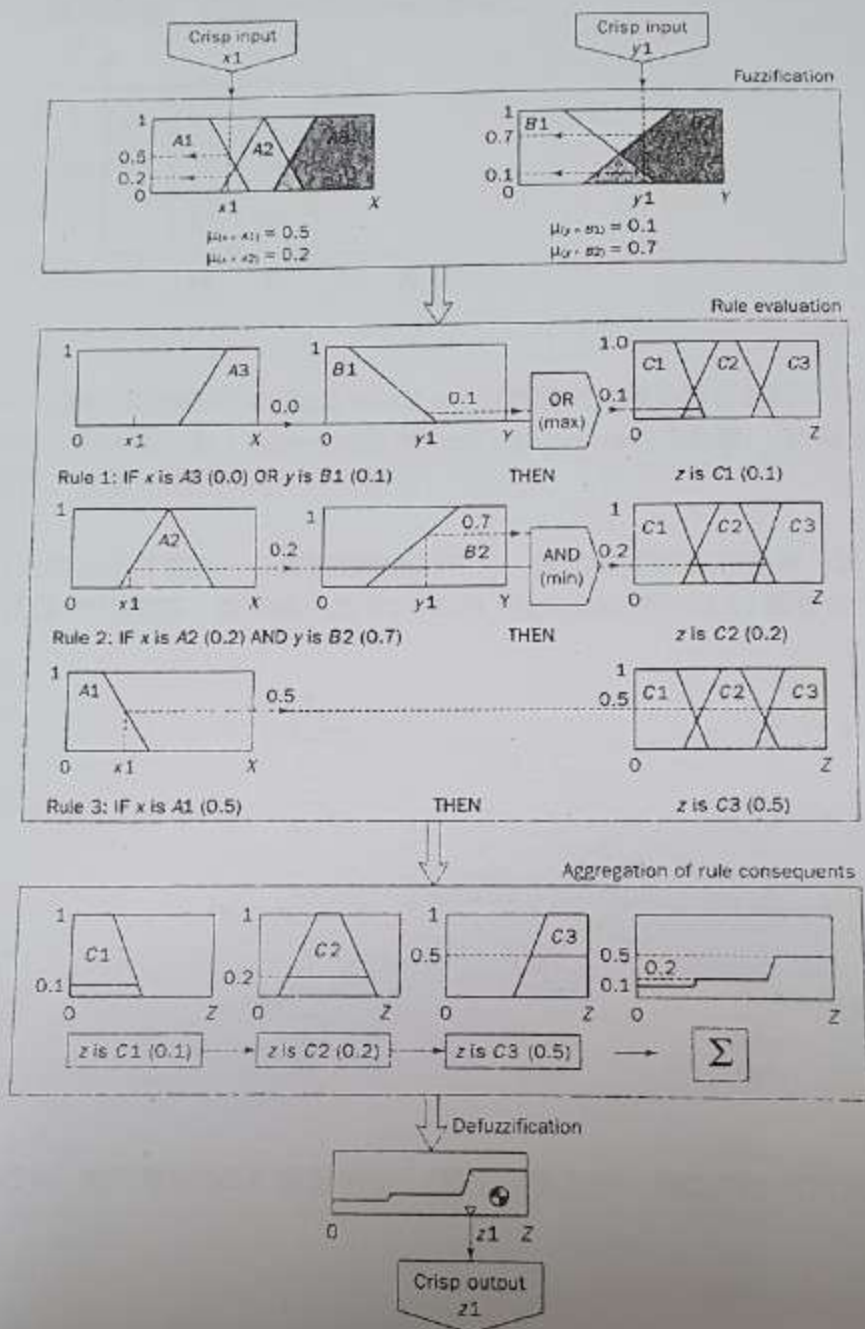 Crisp input
x1
Crisp input
y1
Fuzzification
1
A1
A2
0.5
0.2
0
x1
X
1
B1
0.7
0.1
0
y1
Y
μ(x = A1) = 0.5
μ(x = A2) = 0.2
μ(y = B1) = 0.1
μ(y = B2) = 0.7
Rule evaluation
1
A3
0.0
0
x1
X
1
B1
0.1
0
y1
Y
OR
(max)
1.0
C1
C2
C3
0.1
0
Z
Rule 1: IF x is A3 (0.0) OR y is B1 (0.1)
THEN
z is C1 (0.1)
1
A2
0.2
0
x1
X
1
0.7
B2
0
y1
Y
AND
(min)
1
C1
C2
C3
0.2
0
Z
Rule 2: IF x is A2 (0.2) AND y is B2 (0.7)
THEN
z is C2 (0.2)
1
A1
0.5
0
x1
X
1
0.5
C1
C2
C3
0
Z
Rule 3: IF x is A1 (0.5)
THEN
z is C3 (0.5)
Aggregation of rule consequents
1
C1
0.1
0
Z
1
C2
0.2
0
Z
1
C3
0.5
0
Z
1
0.5
0.2
0.1
0
Z
z is C1 (0.1)
z is C2 (0.2)
z is C3 (0.5)
Σ
Defuzzification
0
z1
Z
Crisp output
z1